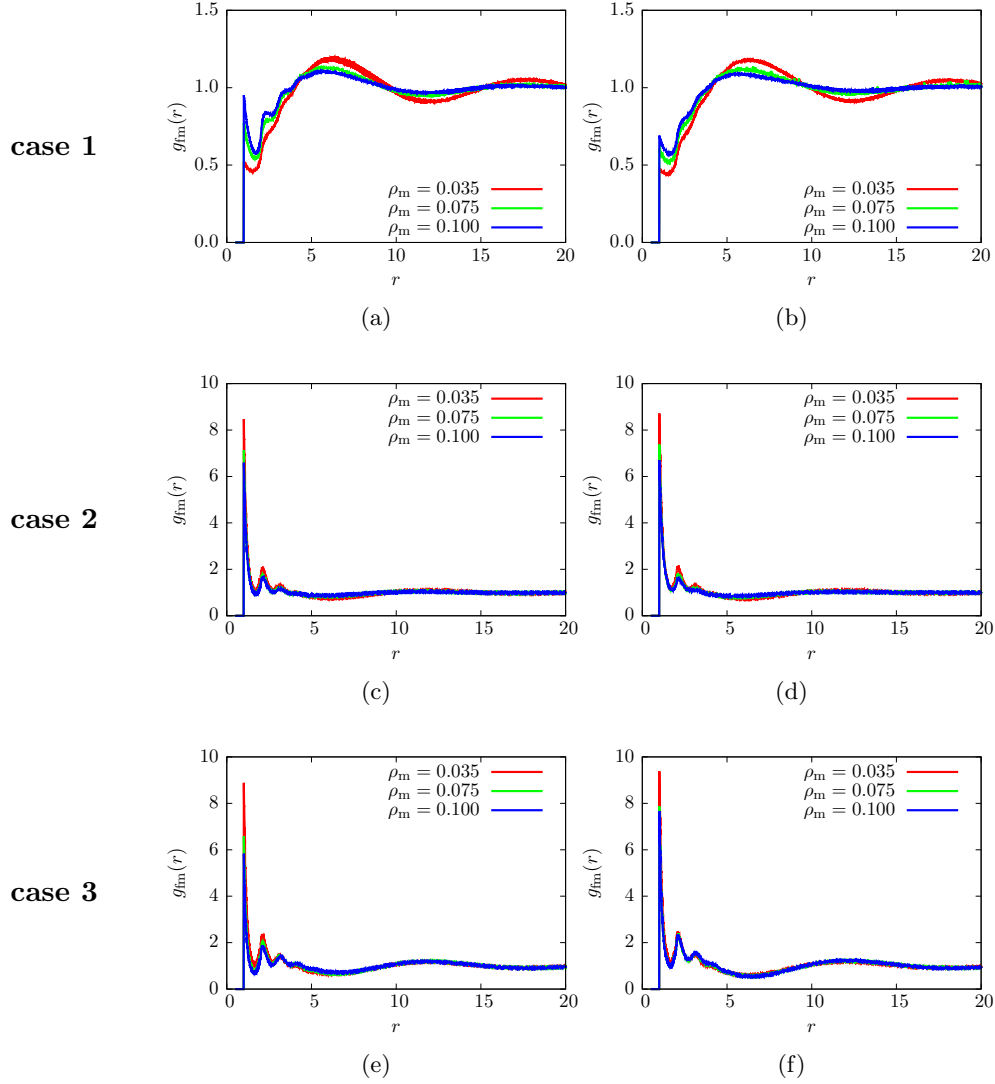 case 1
g_fm(r)
1.5
1.0
0.5
0.0
ρ_m = 0.035
ρ_m = 0.075
ρ_m = 0.100
0 5 10 15 20
r
(a)
g_fm(r)
1.5
1.0
0.5
0.0
ρ_m = 0.035
ρ_m = 0.075
ρ_m = 0.100
0 5 10 15 20
r
(b)
case 2
g_fm(r)
10
8
6
4
2
0
ρ_m = 0.035
ρ_m = 0.075
ρ_m = 0.100
0 5 10 15 20
r
(c)
g_fm(r)
10
8
6
4
2
0
ρ_m = 0.035
ρ_m = 0.075
ρ_m = 0.100
0 5 10 15 20
r
(d)
case 3
g_fm(r)
10
8
6
4
2
0
ρ_m = 0.035
ρ_m = 0.075
ρ_m = 0.100
0 5 10 15 20
r
(e)
g_fm(r)
10
8
6
4
2
0
ρ_m = 0.035
ρ_m = 0.075
ρ_m = 0.100
0 5 10 15 20
r
(f)